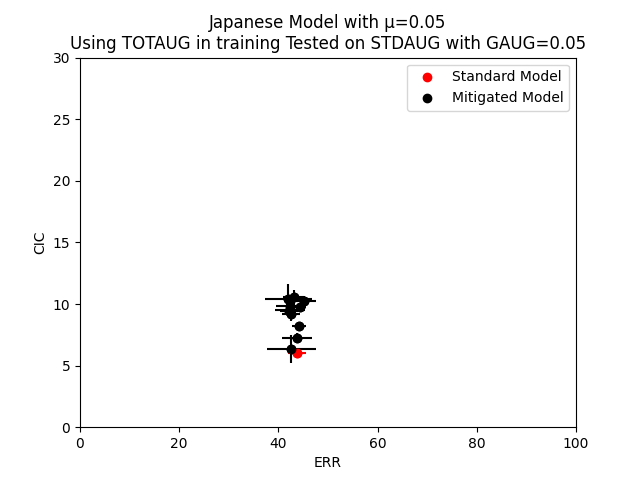 Japanese Model with μ=0.05
Using TOTAUG in training Tested on STDAUG with GAUG=0.05
Standard Model
Mitigated Model
30
25
20
15
10
5
0
CIC
0 20 40 60 80 100
ERR